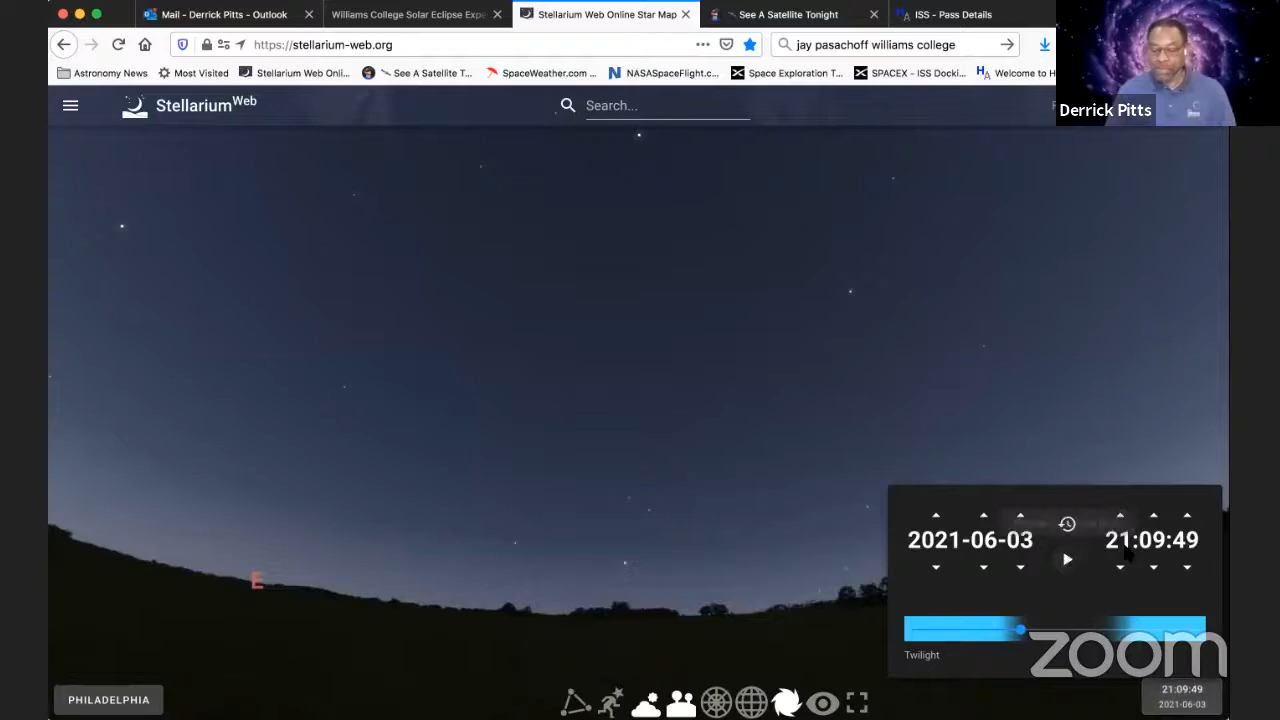 Mail - Derrick Pitts - Outlook
Williams College Solar Eclipse Expe
Stellarium Web Online Star Map
See A Satellite Tonight
ISS - Pass Details
https://stellarium-web.org
jay pasachoff williams college
Astronomy News
Most Visited
Stellarium Web Onli...
See A Satellite T...
SpaceWeather.com ...
NASASpaceFlight.c...
Space Exploration T...
SPACEX - ISS Docki...
Welcome to H
Derrick Pitts
StellariumWeb
Search...
E
2021-06-03
21:09:49
Twilight
zoom
PHILADELPHIA
21:09:49
2021-06-03